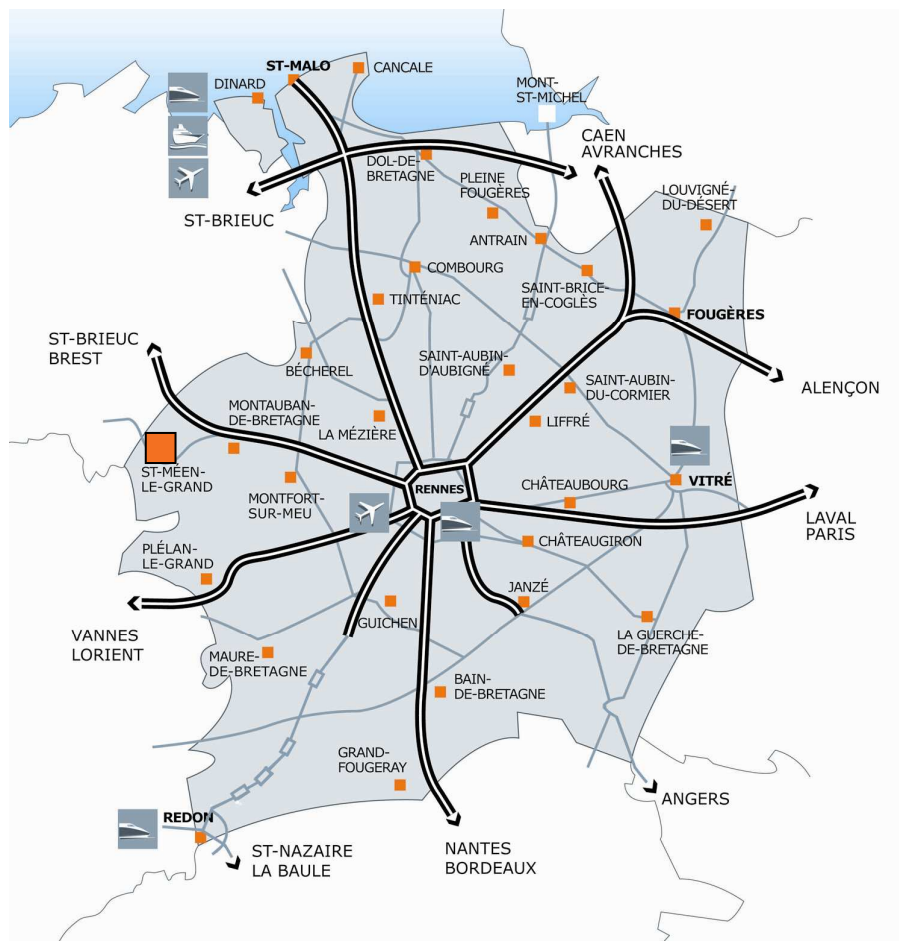 ST-MALO
CANCALE
DINARD
MONT-
ST-MICHEL
CAEN
AVRANCHES
DOL-DE-
BRETAGNE
PLEINE
FOUGÈRES
LOUVIGNÉ-
DU-DÉSERT
ST-BRIEUC
ANTRAIN
COMBOURG
SAINT-BRICE-
EN-COGLÈS
TINTÉNIAC
FOUGÈRES
ST-BRIEUC
BREST
BÉCHEREL
SAINT-AUBIN-
D'AUBIGNÉ
ALENÇON
SAINT-AUBIN-
DU-CORMIER
MONTAUBAN-
DE-BRETAGNE
LA MÉZIÈRE
LIFFRÉ
ST-MÉEN-
LE-GRAND
MONTFORT-
SUR-MEU
RENNES
CHÂTEAUBOURG
VITRÉ
LAVAL
PARIS
CHÂTEAUGIRON
PLÉLAN-
LE-GRAND
JANZÉ
VANNES
LORIENT
GUICHEN
LA GUERCHE-
DE-BRETAGNE
MAURE-
DE-BRETAGNE
BAIN-
DE-BRETAGNE
GRAND-
FOUGERAY
ANGERS
REDON
ST-NAZAIRE
LA BAULE
NANTES
BORDEAUX